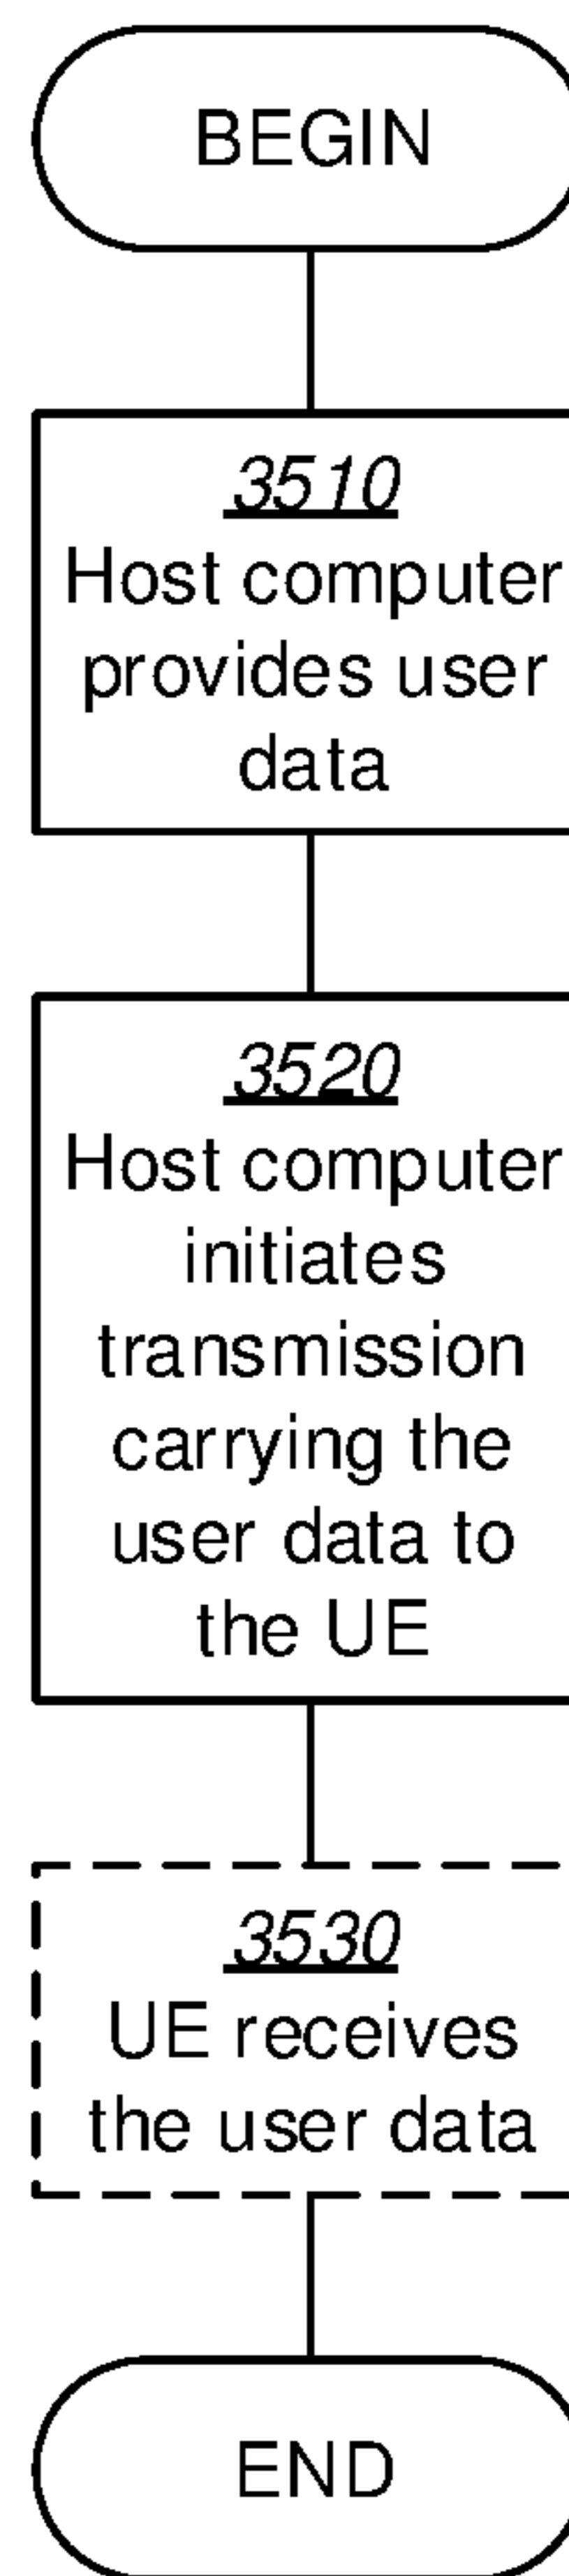 BEGIN
3510
Host computer
provides user
data
3520
Host computer
initiates
transmission
carrying the
user data to
the UE
3530
UE receives
the user data
END